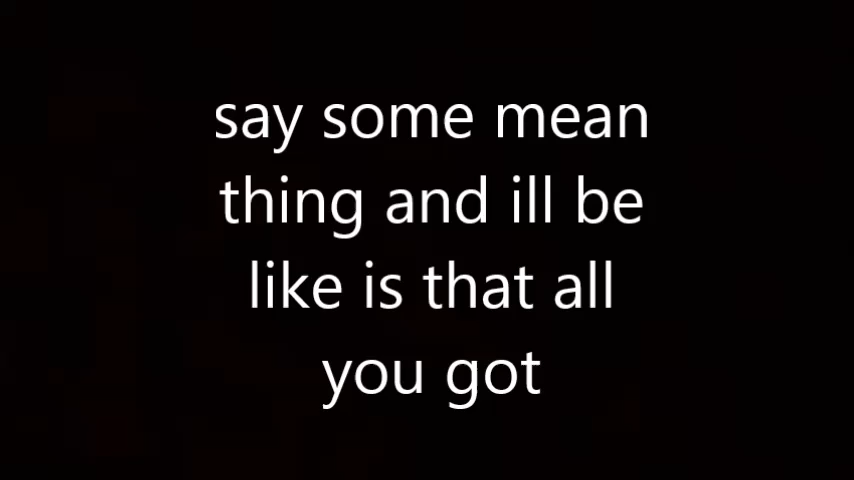 say some mean
thing and ill be
like is that all
you got